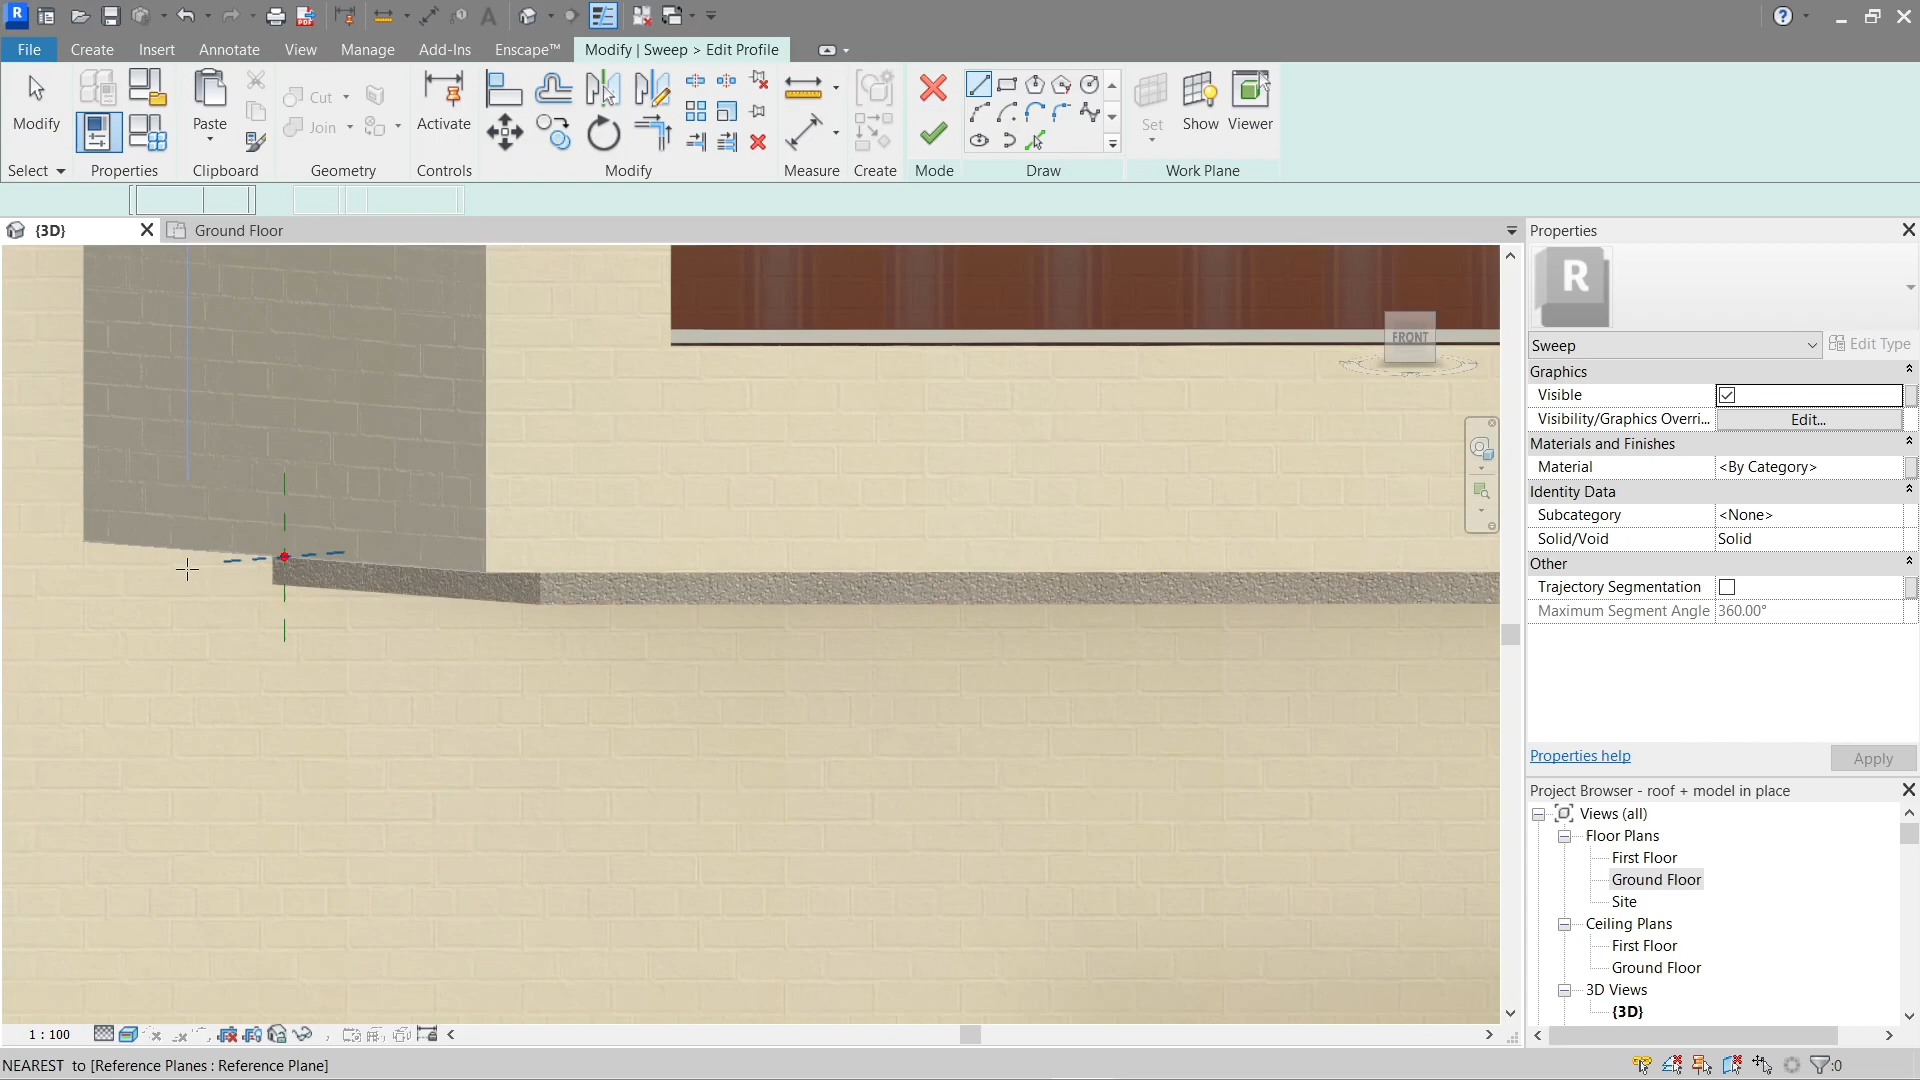 File
Create
Insert
Annotate
View
Manage
Add-Ins
Enscape™
Modify | Sweep > Edit Profile
Modify
Cut
Join
Paste
Activate
Set
Show
Viewer
Select
Properties
Clipboard
Geometry
Controls
Modify
Measure
Create
Mode
Draw
Work Plane
{3D}
Ground Floor
FRONT
Properties
R
Sweep
Edit Type
Graphics
Visible
Visibility/Graphics Overri...
Edit...
Materials and Finishes
Material
<By Category>
Identity Data
Subcategory
<None>
Solid/Void
Solid
Other
Trajectory Segmentation
Maximum Segment Angle
360.00°
Properties help
Apply
Project Browser - roof + model in place
Views (all)
Floor Plans
First Floor
Ground Floor
Site
Ceiling Plans
First Floor
Ground Floor
3D Views
{3D}
1 : 100
NEAREST to [Reference Planes : Reference Plane]
:0